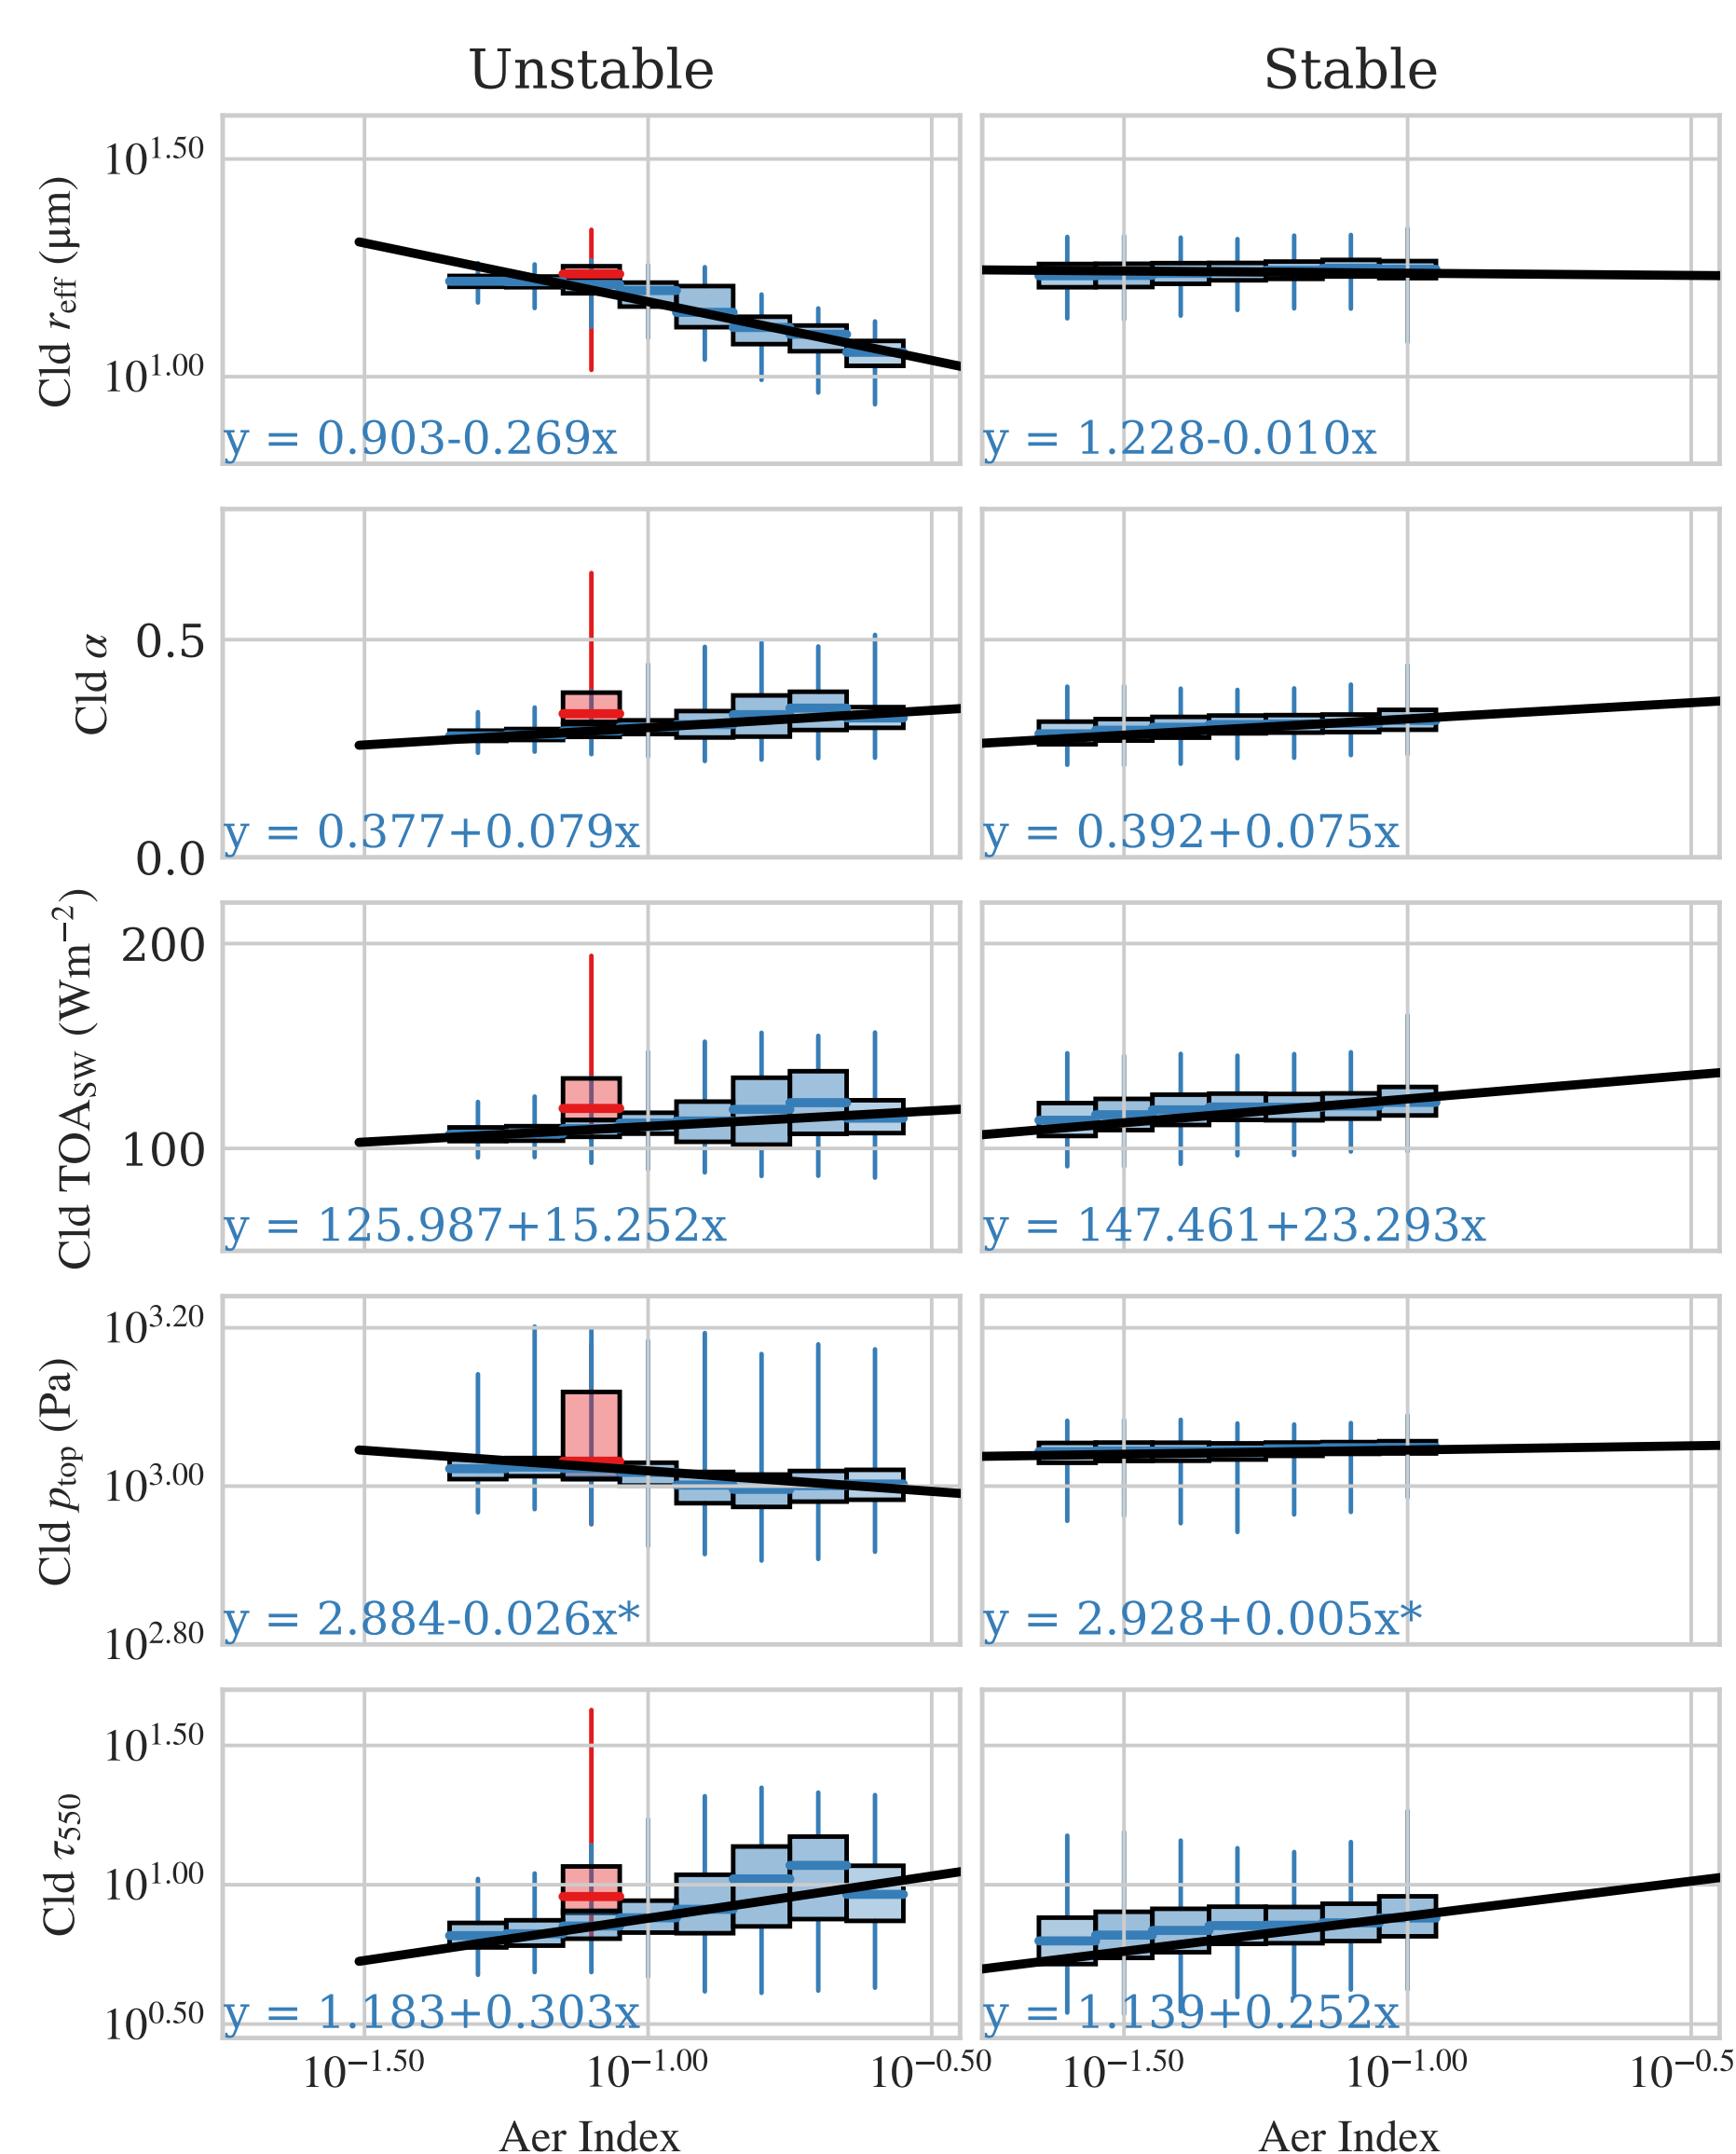 Unstable Stable
Cld r_eff (µm)
10^1.50
10^1.00
y = 0.903-0.269x
y = 1.228-0.010x
Cld α
0.5
0.0
y = 0.377+0.079x
y = 0.392+0.075x
Cld TOA_SW (Wm^−2)
200
100
y = 125.987+15.252x
y = 147.461+23.293x
Cld p_top (Pa)
10^3.20
10^3.00
10^2.80
y = 2.884-0.026x*
y = 2.928+0.005x*
Cld τ_550
10^1.50
10^1.00
10^0.50
y = 1.183+0.303x
y = 1.139+0.252x
10^−1.50 10^−1.00 10^−0.50 10^−1.50 10^−1.00 10^−0.5
Aer Index Aer Index